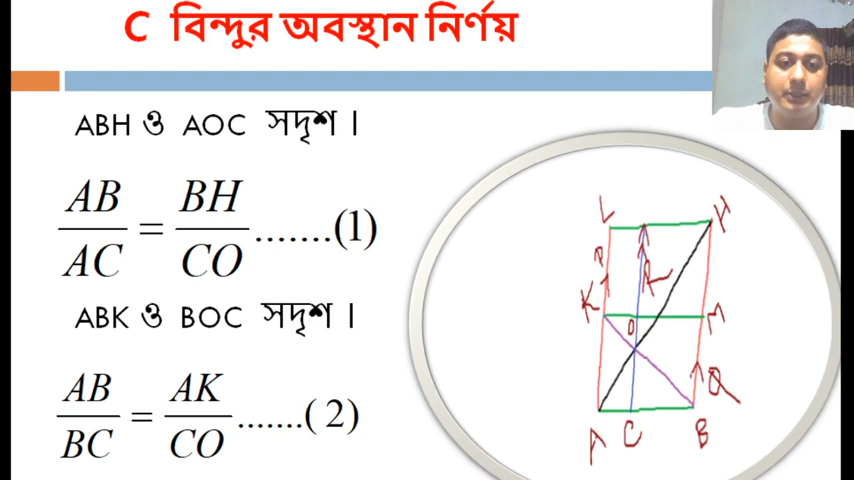 C বিন্দুর অবস্থান নির্ণয়
ABH ও AOC সদৃশ ।
AB/AC = BH/CO .......(1)
ABK ও BOC সদৃশ ।
AB/BC = AK/CO .......( 2)
L H
P R
K O M
Q
A C B